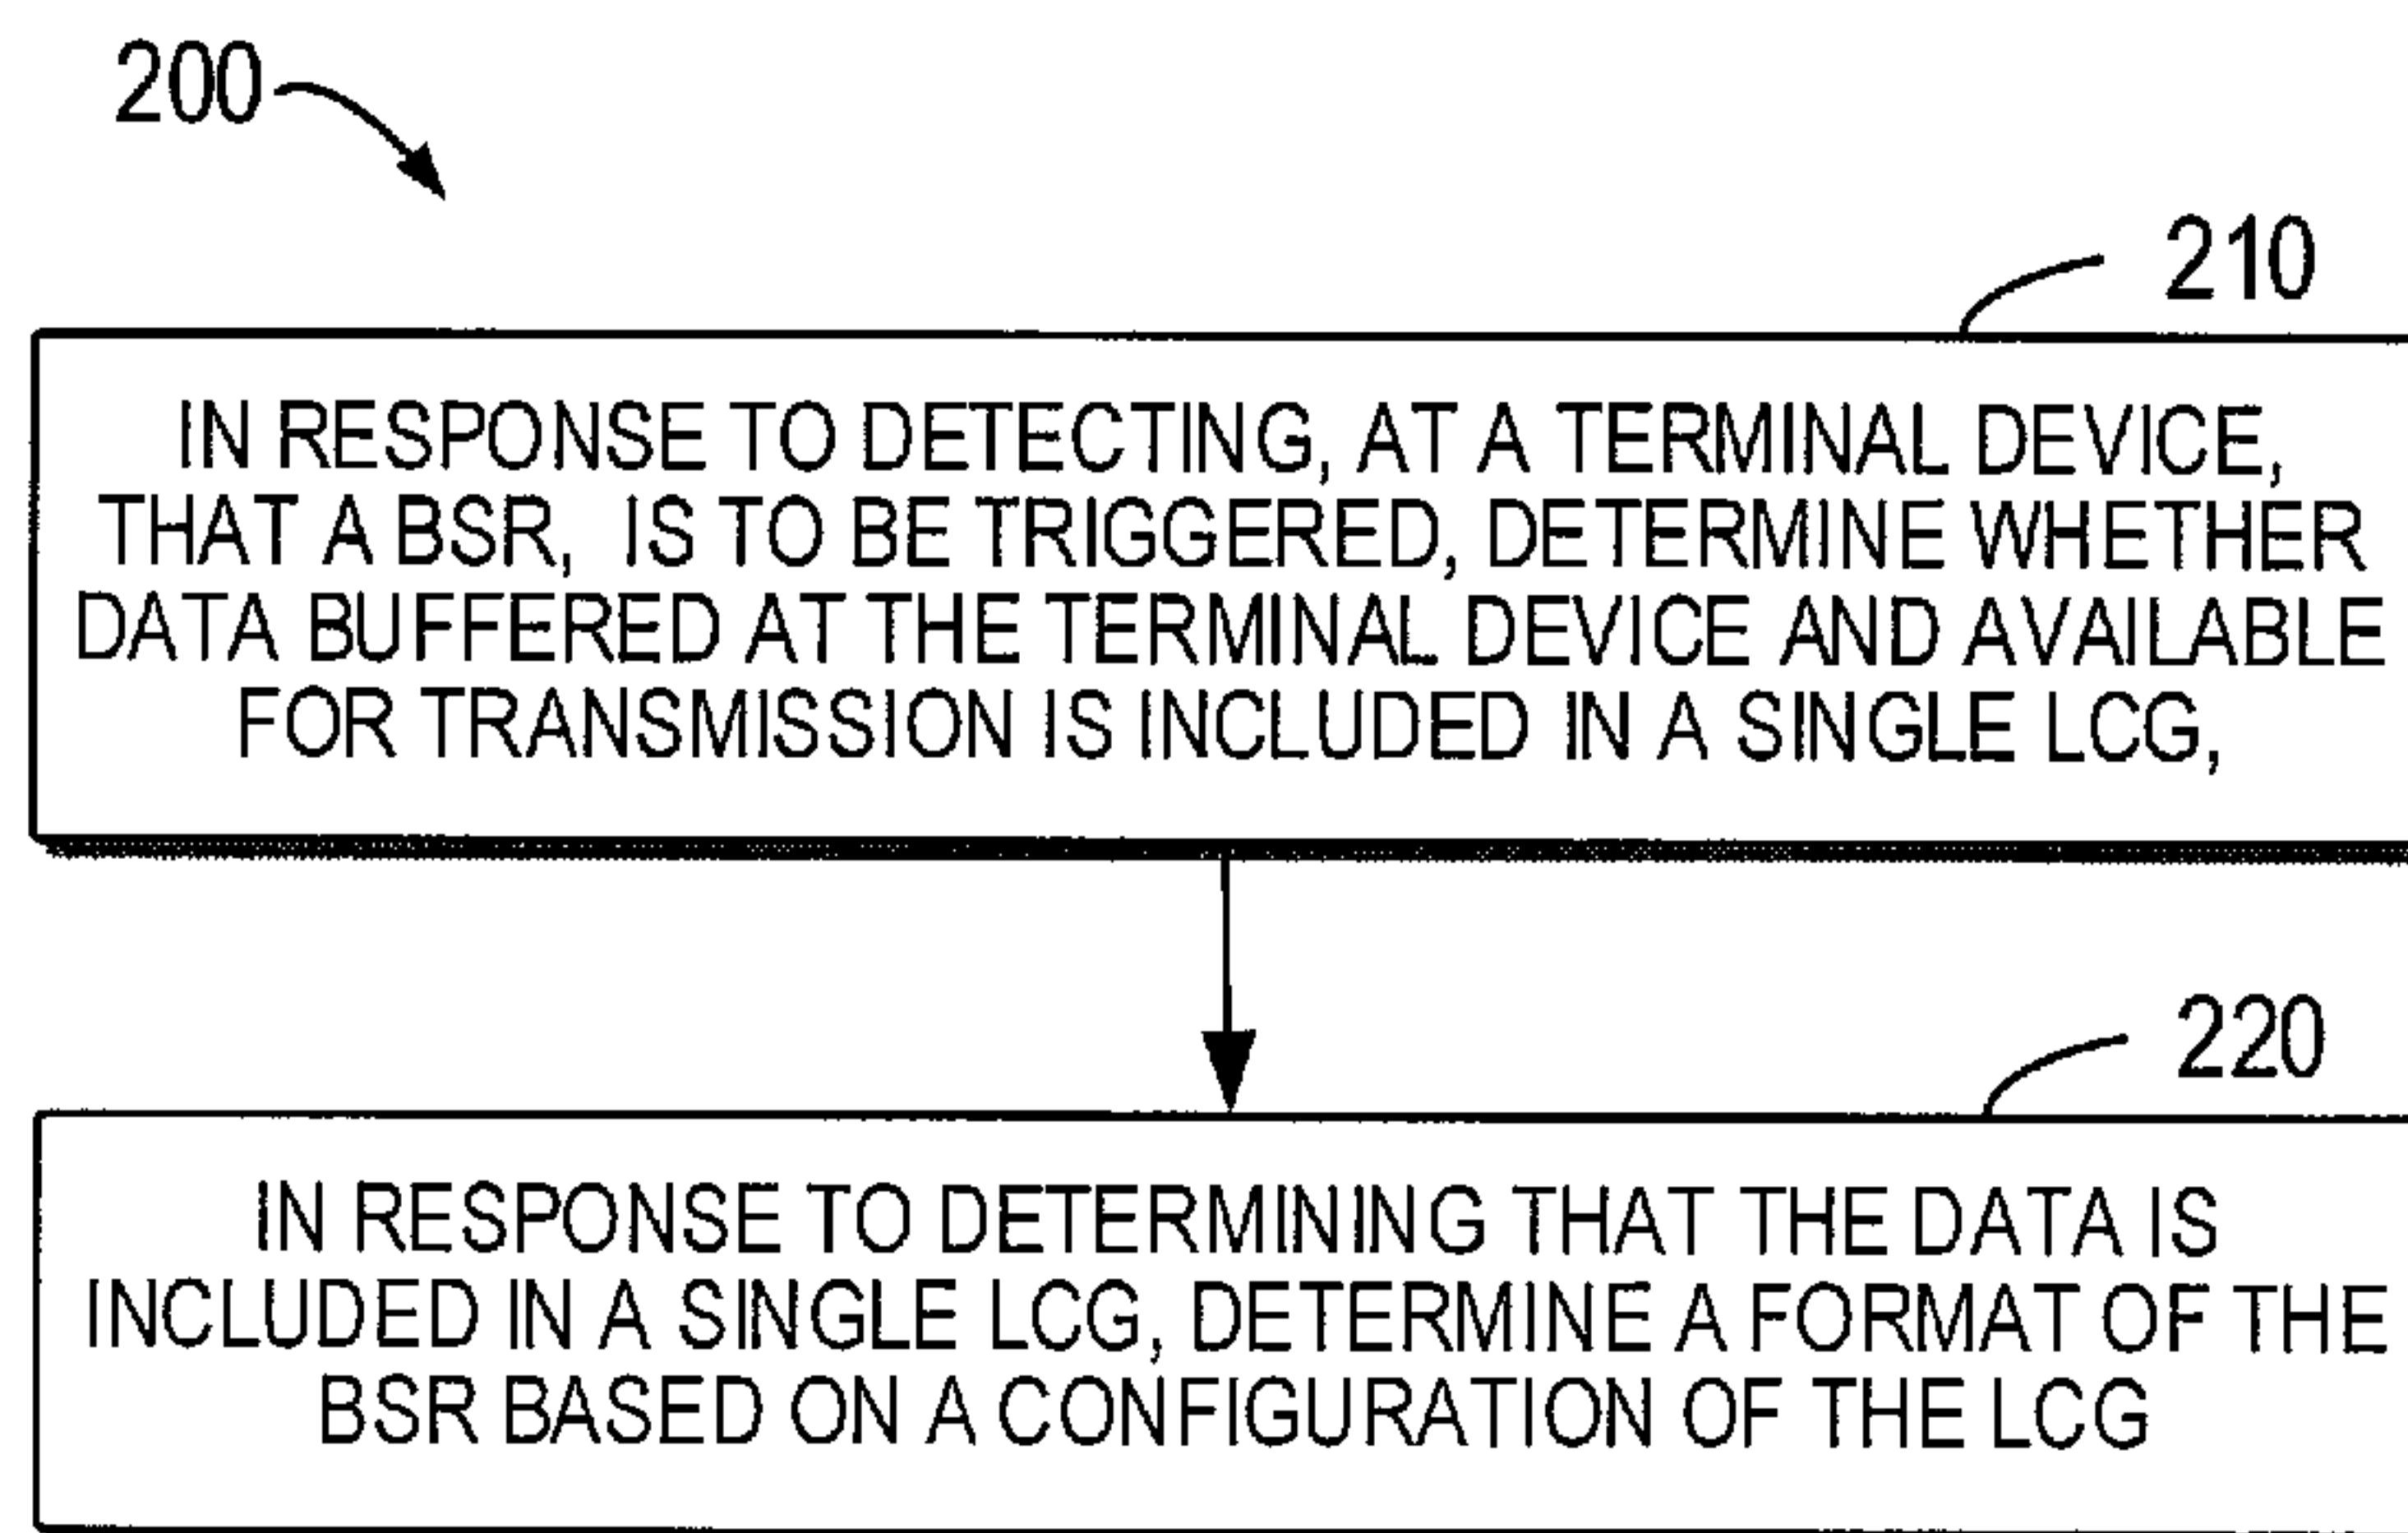 200
210
IN RESPONSE TO DETECTING, AT A TERMINAL DEVICE,
THAT A BSR, IS TO BE TRIGGERED, DETERMINE WHETHER
DATA BUFFERED AT THE TERMINAL DEVICE AND AVAILABLE
FOR TRANSMISSION IS INCLUDED IN A SINGLE LCG,
220
IN RESPONSE TO DETERMINING THAT THE DATA IS
INCLUDED IN A SINGLE LCG, DETERMINE A FORMAT OF THE
BSR BASED ON A CONFIGURATION OF THE LCG